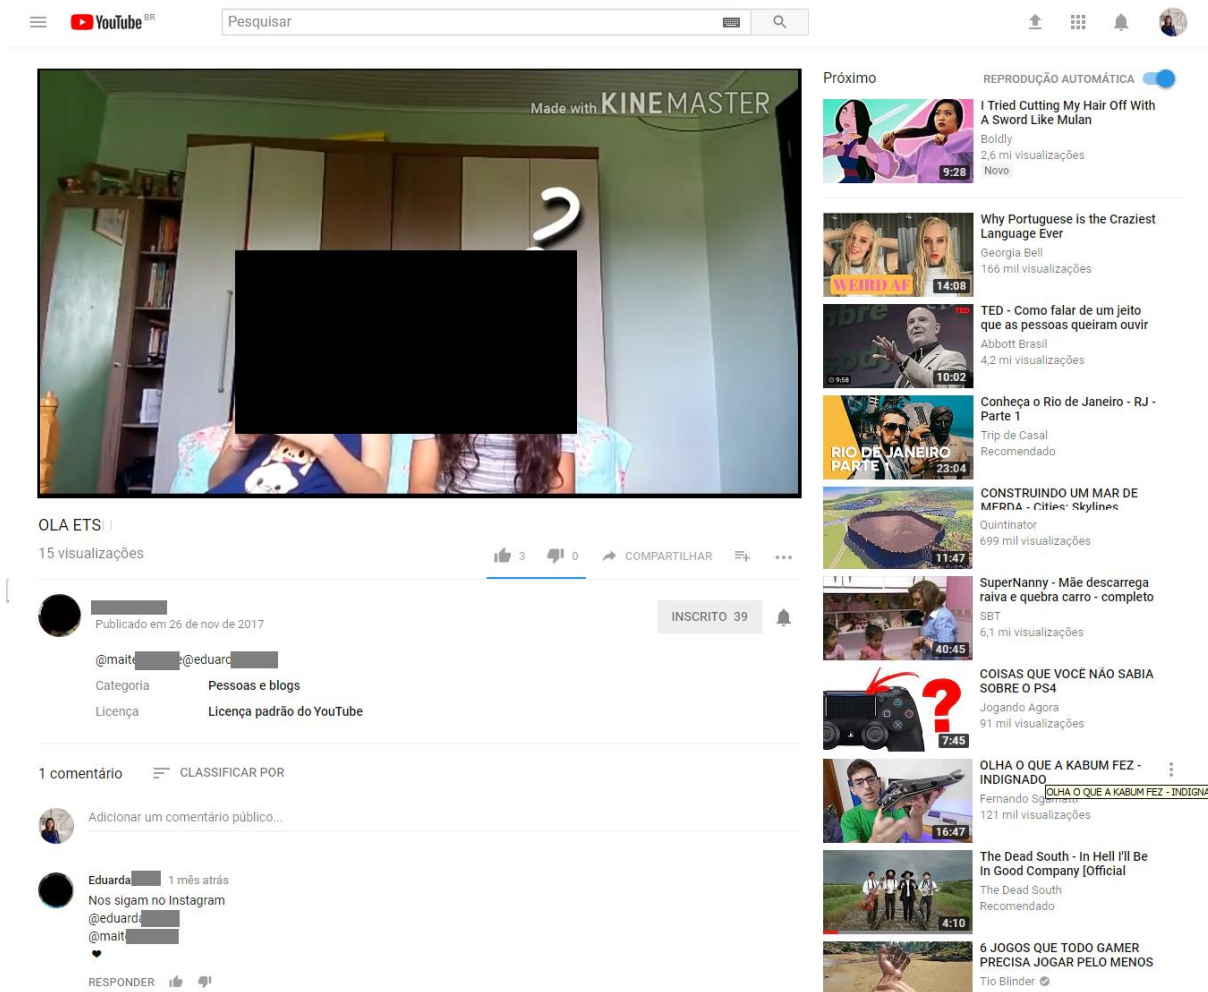 YouTube BR
Pesquisar
Made with KINEMASTER
OLA ETS
15 visualizações
3
0
COMPARTILHAR
INSCRITO 39
Publicado em 26 de nov de 2017
@maite
e@eduard
Categoria
Pessoas e blogs
Licença
Licença padrão do YouTube
1 comentário
CLASSIFICAR POR
Adicionar um comentário público...
Eduarda
1 mês atrás
Nos sigam no Instagram
@eduarda
@mait
RESPONDER
Próximo
REPRODUÇÃO AUTOMÁTICA
9:28
I Tried Cutting My Hair Off With
A Sword Like Mulan
Boldly
2,6 mi visualizações
Novo
WEIRD AF
14:08
Why Portuguese is the Craziest
Language Ever
Georgia Bell
166 mil visualizações
TED
9:58
10:02
TED - Como falar de um jeito
que as pessoas queiram ouvir
Abbott Brasil
4,2 mi visualizações
RIO DE JANEIRO
PARTE 1
23:04
Conheça o Rio de Janeiro - RJ -
Parte 1
Trip de Casal
Recomendado
11:47
CONSTRUINDO UM MAR DE
MERDA - Cities: Skylines
Quintinator
699 mil visualizações
40:45
SuperNanny - Mãe descarrega
raiva e quebra carro - completo
SBT
6,1 mi visualizações
7:45
COISAS QUE VOCÊ NÃO SABIA
SOBRE O PS4
Jogando Agora
91 mil visualizações
16:47
OLHA O QUE A KABUM FEZ -
INDIGNADO
OLHA O QUE A KABUM FEZ - INDIGNA
Fernando
121 mil visualizações
4:10
The Dead South - In Hell I'll Be
In Good Company [Official
The Dead South
Recomendado
6 JOGOS QUE TODO GAMER
PRECISA JOGAR PELO MENOS
Tio Blinder